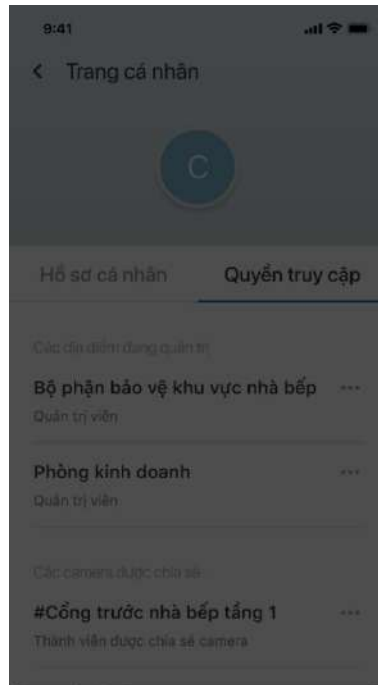 9:41
Trang cá nhân
C
Hồ sơ cá nhân
Quyền truy cập
Các địa điểm đang quản trị
Bộ phận bảo vệ khu vực nhà bếp
Quản trị viên
Phòng kinh doanh
Quản trị viên
Các camera được chia sẻ
#Cổng trước nhà bếp tầng 1
Thành viên được chia sẻ camera